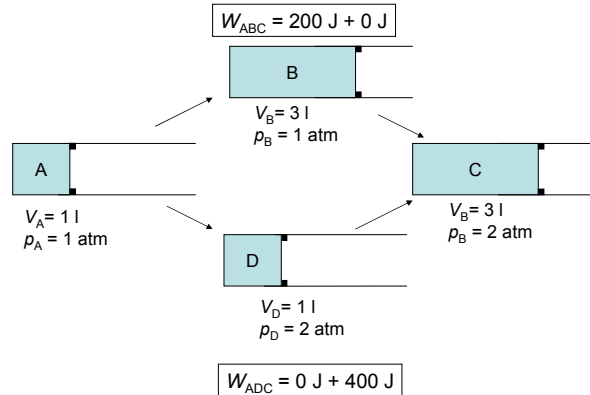 W_ABC = 200 J + 0 J
B
V_B= 3 l
p_B = 1 atm
A
V_A= 1 l
p_A = 1 atm
C
V_B= 3 l
p_B = 2 atm
D
V_D= 1 l
p_D = 2 atm
W_ADC = 0 J + 400 J